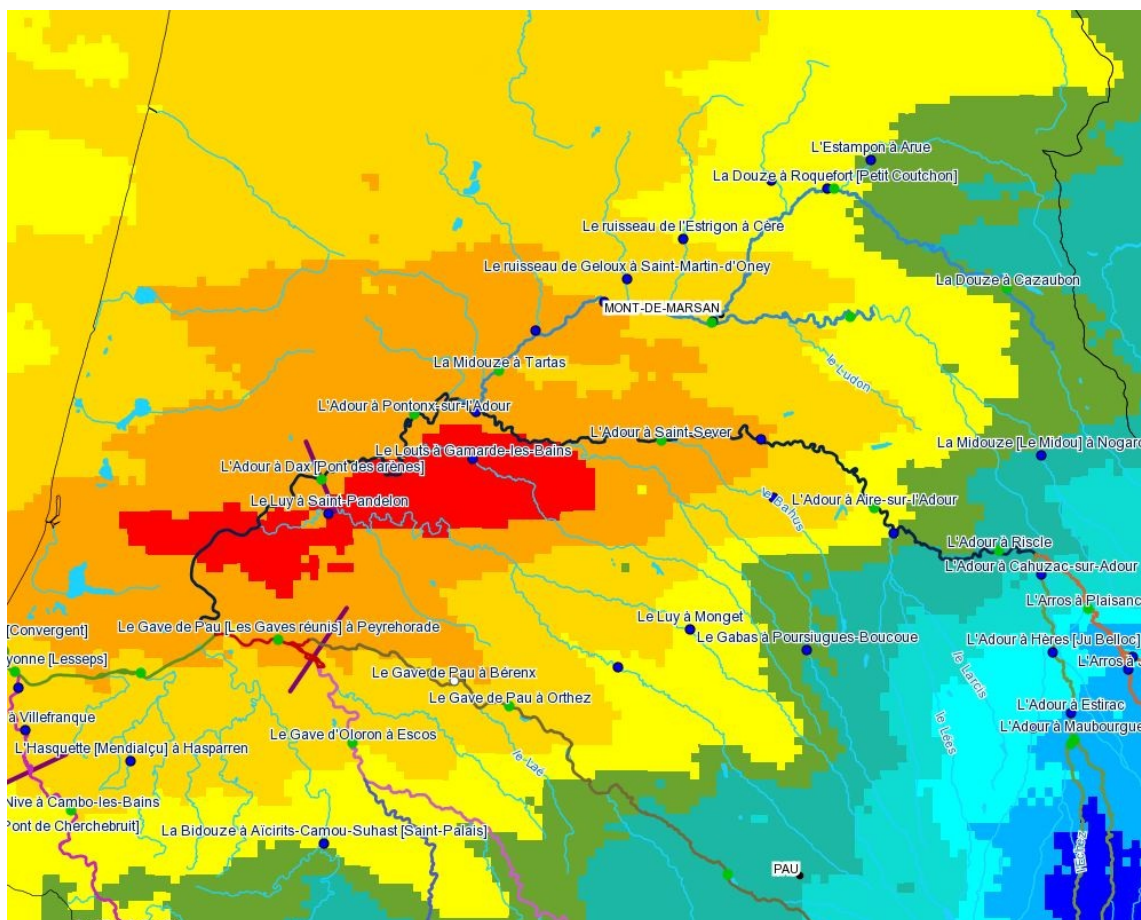 L'Estampon à Arue
La Douze à Roquefort [Petit Coutchon]
Le ruisseau de l'Estrigon à Cère
Le ruisseau de Geloux à Saint-Martin-d'Oney
La Douze à Cazaubon
MONT-DE-MARSAN
le Ludon
La Midouze à Tartas
L'Adour à Pontonx-sur-l'Adour
L'Adour à Saint-Sever
La Midouze [Le Midou] à Nogaro
Le Louts à Gamarde-les-Bains
L'Adour à Dax [Pont des arènes]
Le Luy à Saint-Pandelon
le Bahus
L'Adour à Aire-sur-l'Adour
L'Adour à Riscle
L'Adour à Cahuzac-sur-Adour
L'Arros à Plaisanc
Le Gave de Pau [Les Gaves réunis] à Peyrehorade
Le Luy à Monget
[Convergent]
Le Gabas à Poursiugues-Boucoue
L'Adour à Hères [Ju Belloc]
yonne [Lesseps]
L'Arros à
Le Gave de Pau à Bérenx
le Larcis
Le Gave de Pau à Orthez
L'Adour à Estirac
à Villefranque
L'Adour à Maubourgue
Le Gave d'Oloron à Escos
le Lées
L'Hasquette [Mendialçu] à Hasparren
le Laé
Nive à Cambo-les-Bains
Pont de Cherchebruit]
La Bidouze à Aïcirits-Camou-Suhast [Saint-Palais]
l'Echez
PAU